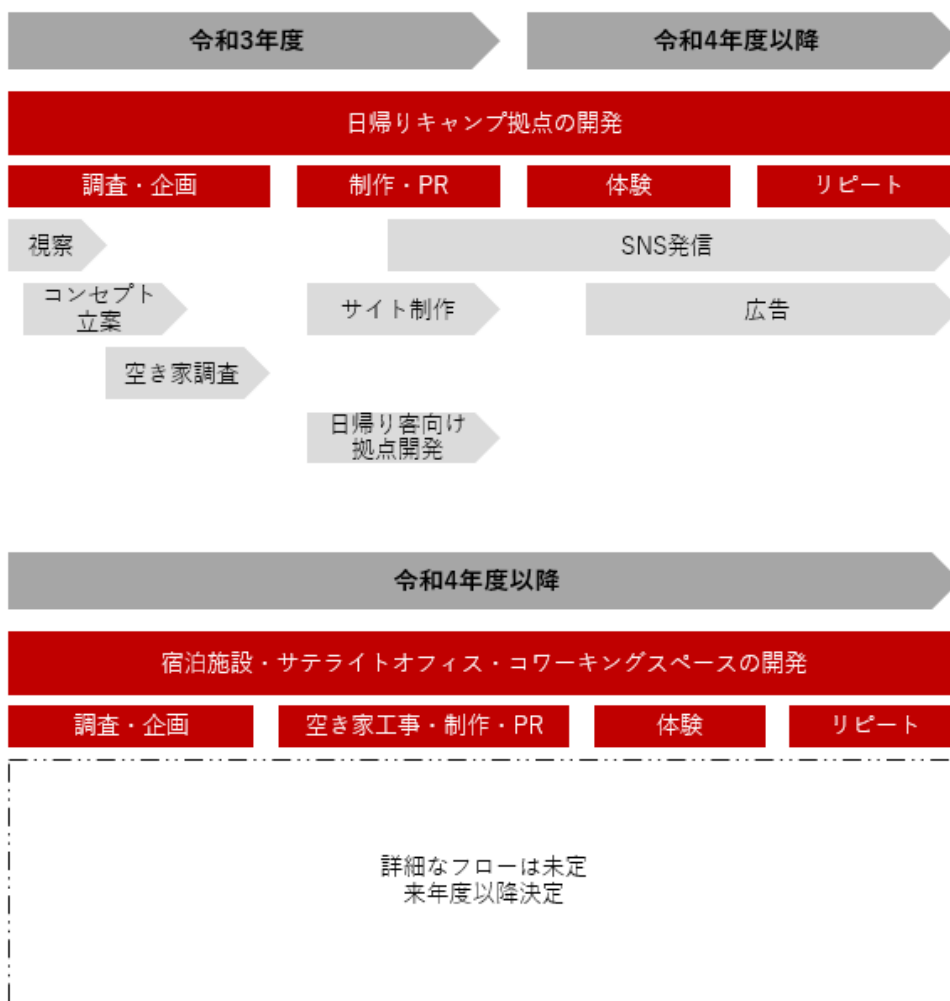 令和3年度
令和4年度以降
日帰りキャンプ拠点の開発
調査・企画
制作・PR
体験
リピート
視察
SNS発信
コンセプト
立案
サイト制作
広告
空き家調査
日帰り客向け
拠点開発
令和4年度以降
宿泊施設・サテライトオフィス・コワーキングスペースの開発
調査・企画
空き家工事・制作・PR
体験
リピート
詳細なフローは未定
来年度以降決定